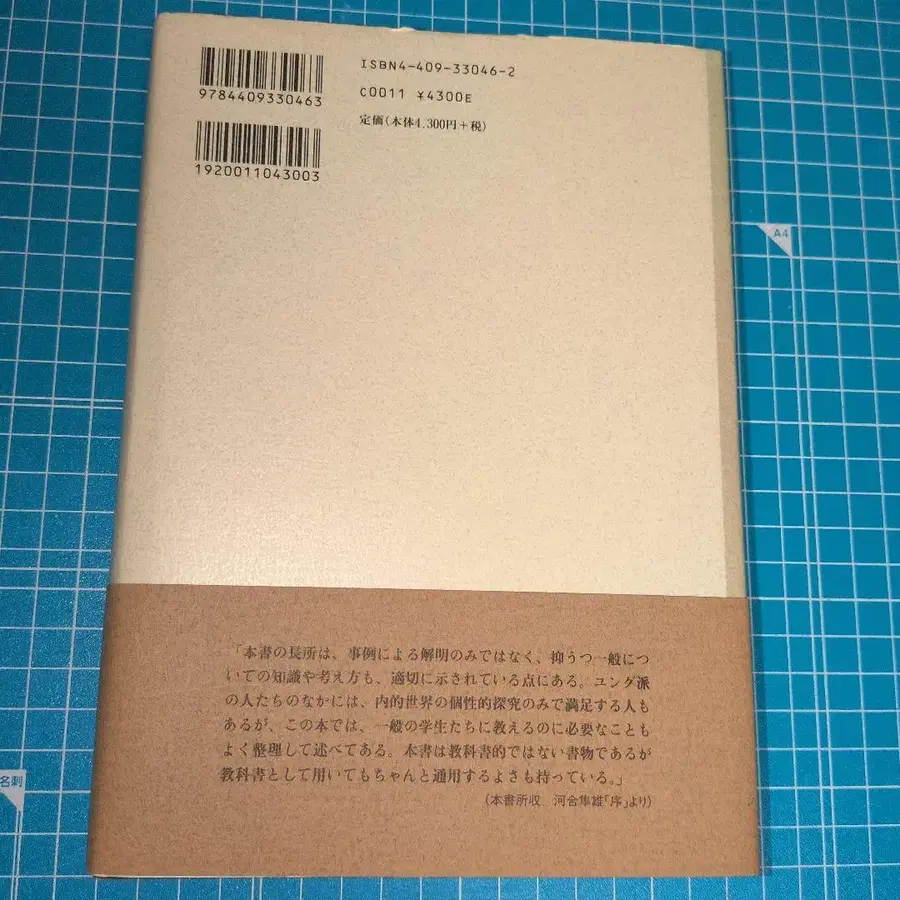 ISBN4-409-33046-2
9784409330463
C0011 ¥4300E
定価(本体4,300円+税)
1920011043003
A4
「本書の長所は、事例による解明のみではなく、抑うつ一般につ
いての知識や考え方も、適切に示されている点にある。ユング派
の人たちのなかには、内的世界の個性的探究のみで満足する人も
あるが、この本では、一般の学生たちに教えるのに必要なことも
よく整理して述べてある。本書は教科書的ではない書物であるが
教科書として用いてもちゃんと通用するよさも持っている。」
(本書所収 河合隼雄「序」より)
名刺